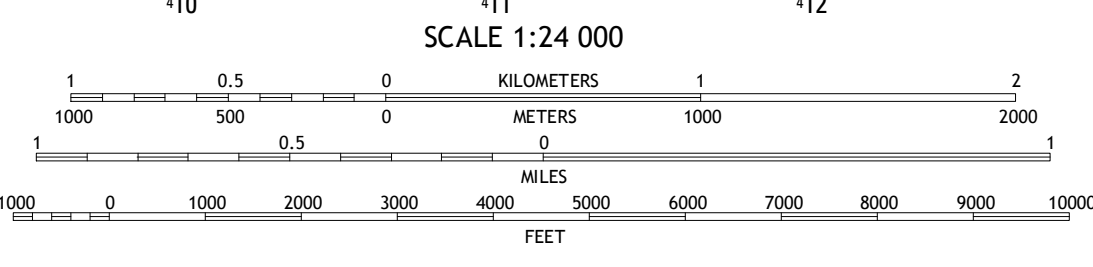 ⁴10 ⁴11 ⁴12
SCALE 1:24 000
1 0.5 0 KILOMETERS 1 2
1000 500 0 METERS 1000 2000
1 0.5 0 1
MILES
1000 0 1000 2000 3000 4000 5000 6000 7000 8000 9000 10000
FEET